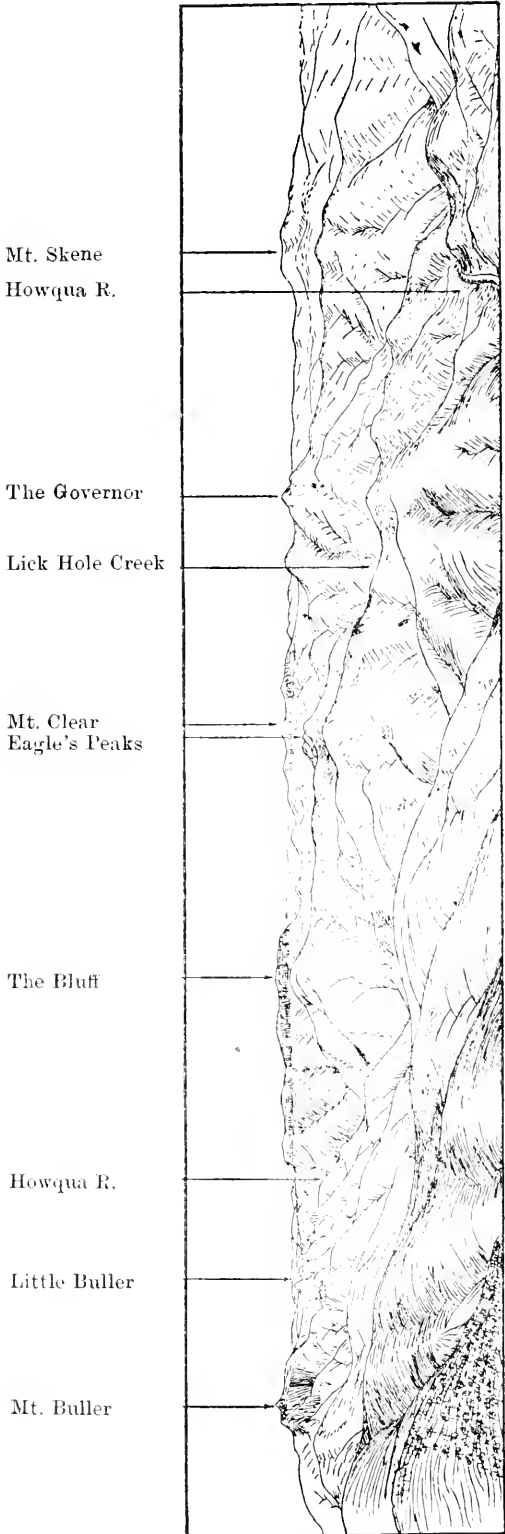 Mt. Skene
Howqua R.
The Governor
Lick Hole Creek
Mt. Clear
Eagle's Peaks
The Bluff
Howqua R.
Little Buller
Mt. Buller